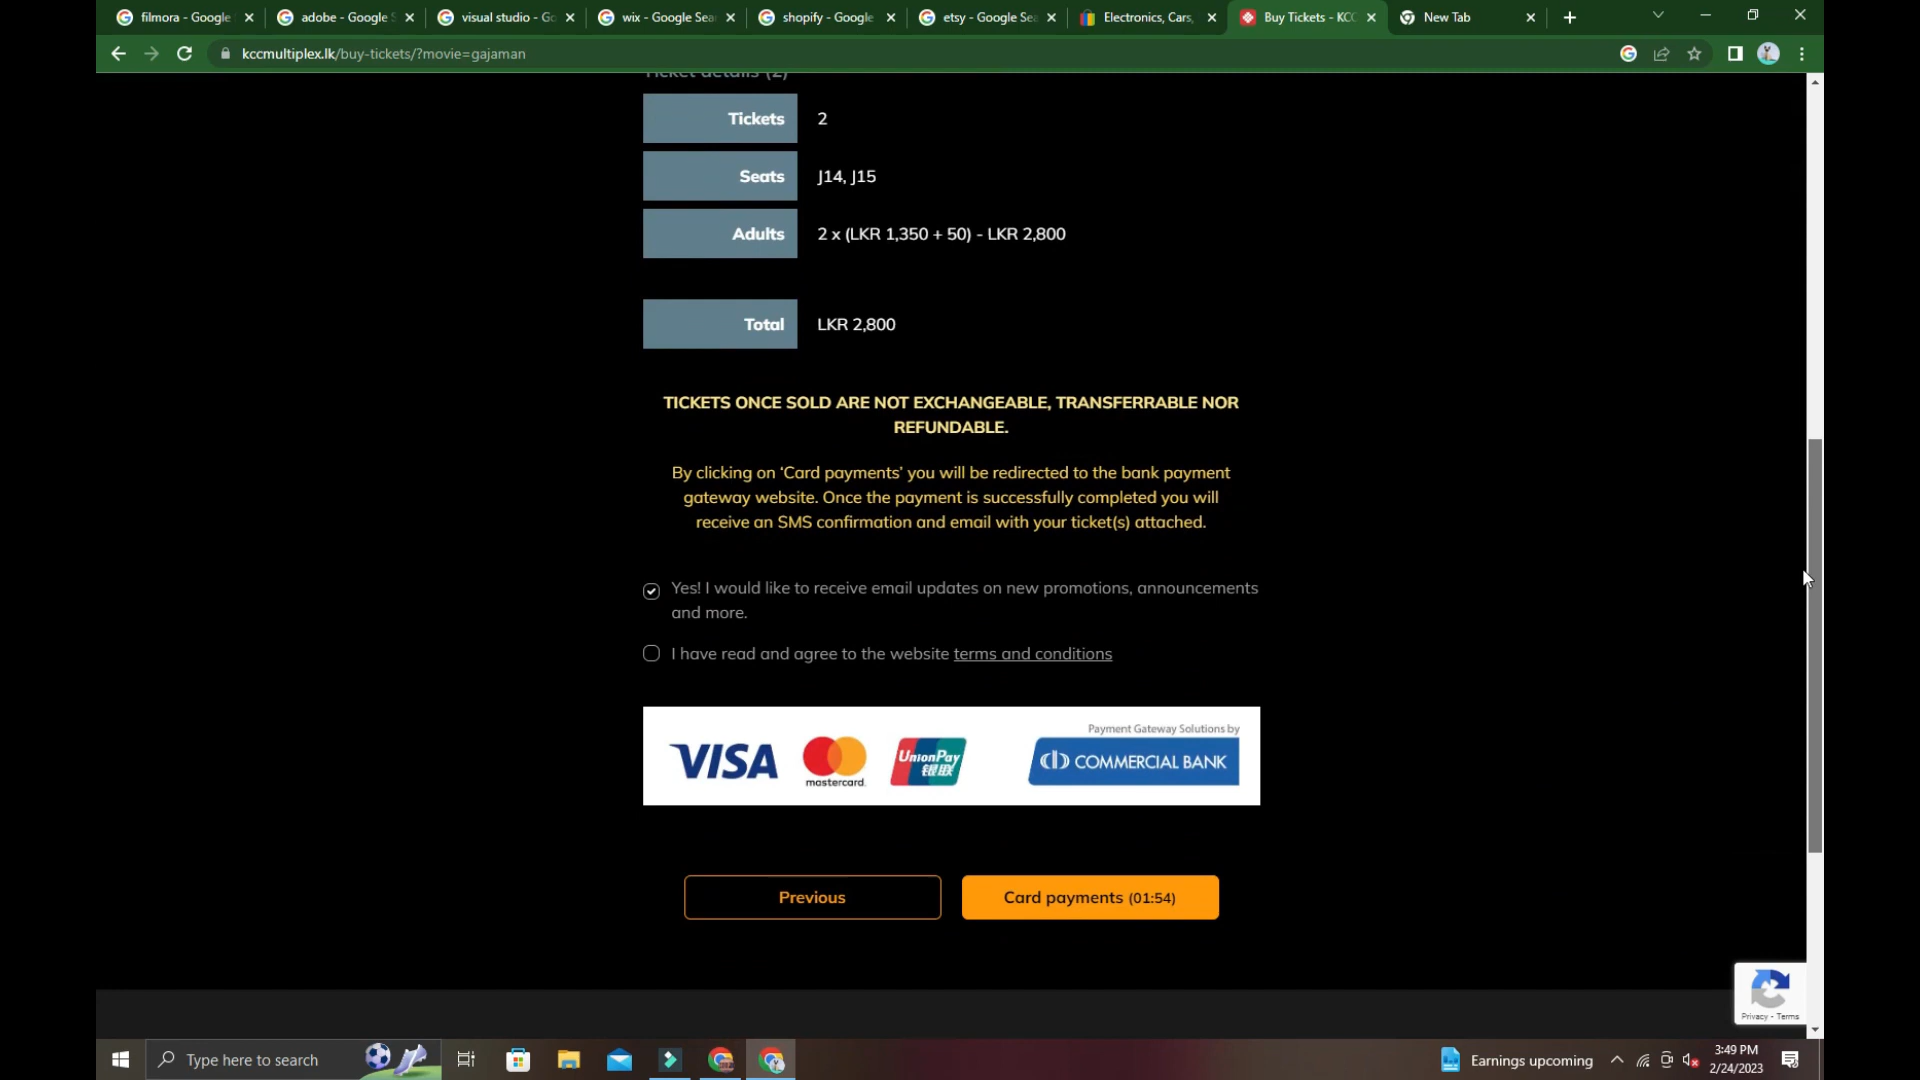 filmora - Google
adobe - Google S
visual studio - Go
wix - Google Sea
shopify - Google
etsy - Google Sea
Electronics, Cars,
Buy Tickets - KCC
New Tab
kccmultiplex.lk/buy-tickets/?movie=gajaman
Ticket details (2)
Tickets 2
Seats J14, J15
Adults 2 x (LKR 1,350 + 50) - LKR 2,800
Total LKR 2,800
TICKETS ONCE SOLD ARE NOT EXCHANGEABLE, TRANSFERRABLE NOR
REFUNDABLE.
By clicking on ‘Card payments’ you will be redirected to the bank payment
gateway website. Once the payment is successfully completed you will
receive an SMS confirmation and email with your ticket(s) attached.
Yes! I would like to receive email updates on new promotions, announcements
and more.
I have read and agree to the website terms and conditions
Payment Gateway Solutions by
VISA
mastercard.
UnionPay
银联
COMMERCIAL BANK
Previous
Card payments (01:54)
Privacy - Terms
Type here to search
Earnings upcoming
3:49 PM
2/24/2023